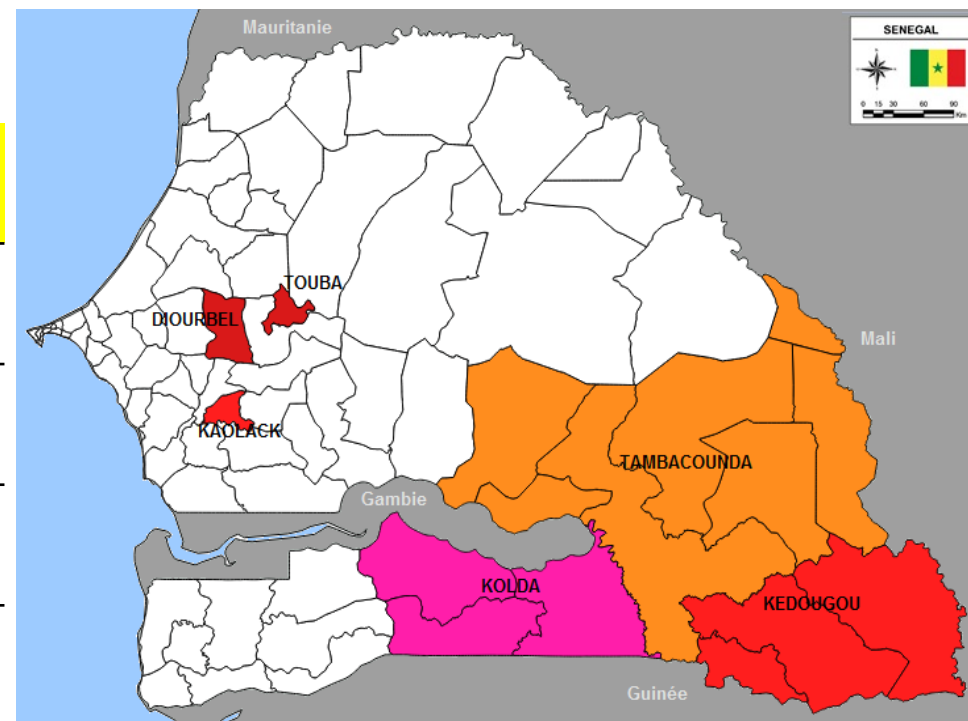 Mauritanie
SENEGAL
0 15 30 60 90
Km
TOUBA
DIOURBEL
Mali
KAOLACK
TAMBACOUNDA
Gambie
KOLDA
KEDOUGOU
Guinée